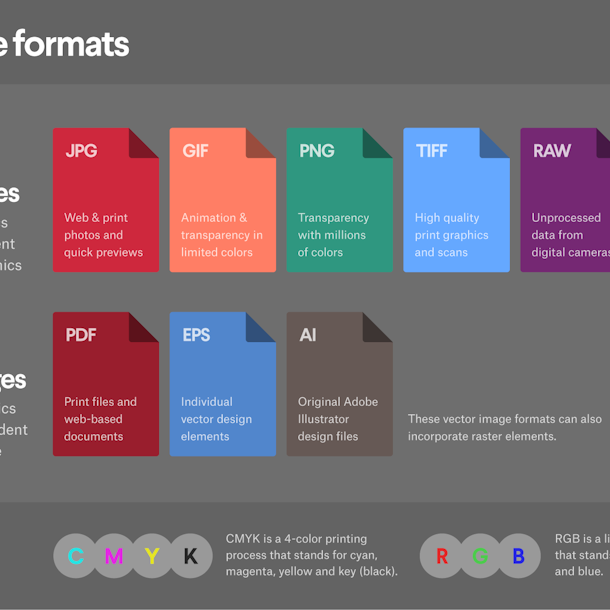 e formats
JPG
Web & print
photos and
quick previews
GIF
Animation &
transparency in
limited colors
PNG
Transparency
with millions
of colors
TIFF
High quality
print graphics
and scans
RAW
Unprocessed
data from
digital cameras
es
s
ent
nics
PDF
Print files and
web-based
documents
EPS
Individual
vector design
elements
AI
Original Adobe
Illustrator
design files
These vector image formats can also
incorporate raster elements.
es
ics
dent
e
C M Y K
CMYK is a 4-color printing
process that stands for cyan,
magenta, yellow and key (black).
R G B
RGB is a li
that stand
and blue.